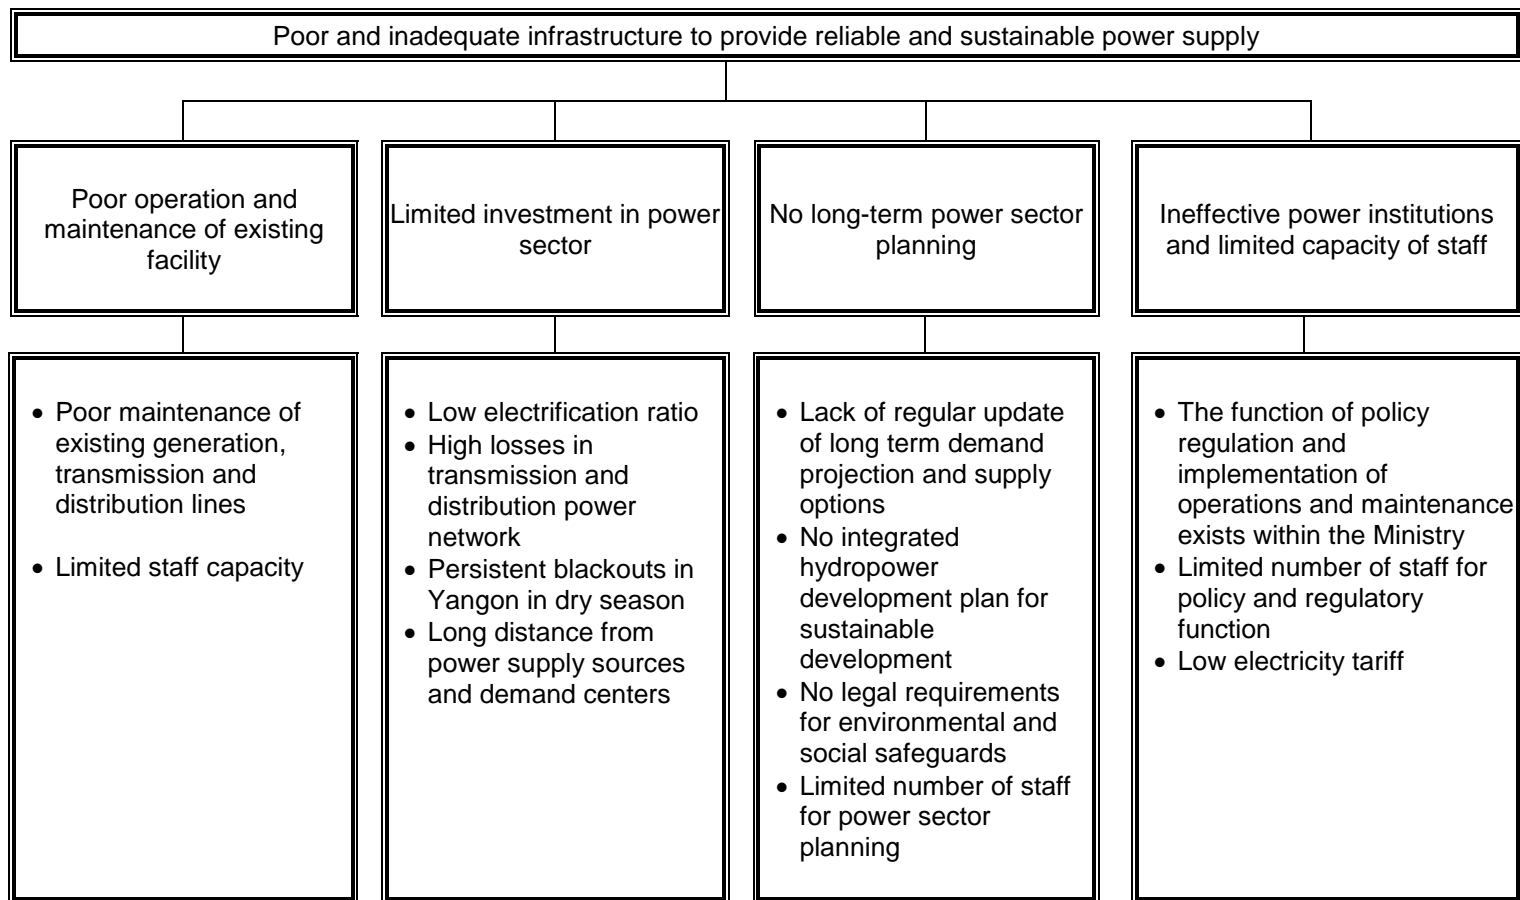 Poor and inadequate infrastructure to provide reliable and sustainable power supply
Poor operation and
maintenance of existing
facility
Limited investment in power
sector
No long-term power sector
planning
Ineffective power institutions
and limited capacity of staff
• Poor maintenance of
existing generation,
transmission and
distribution lines
• Limited staff capacity
• Low electrification ratio
• High losses in
transmission and
distribution power
network
• Persistent blackouts in
Yangon in dry season
• Long distance from
power supply sources
and demand centers
• Lack of regular update
of long term demand
projection and supply
options
• No integrated
hydropower
development plan for
sustainable
development
• No legal requirements
for environmental and
social safeguards
• Limited number of staff
for power sector
planning
• The function of policy
regulation and
implementation of
operations and maintenance
exists within the Ministry
• Limited number of staff for
policy and regulatory
function
• Low electricity tariff